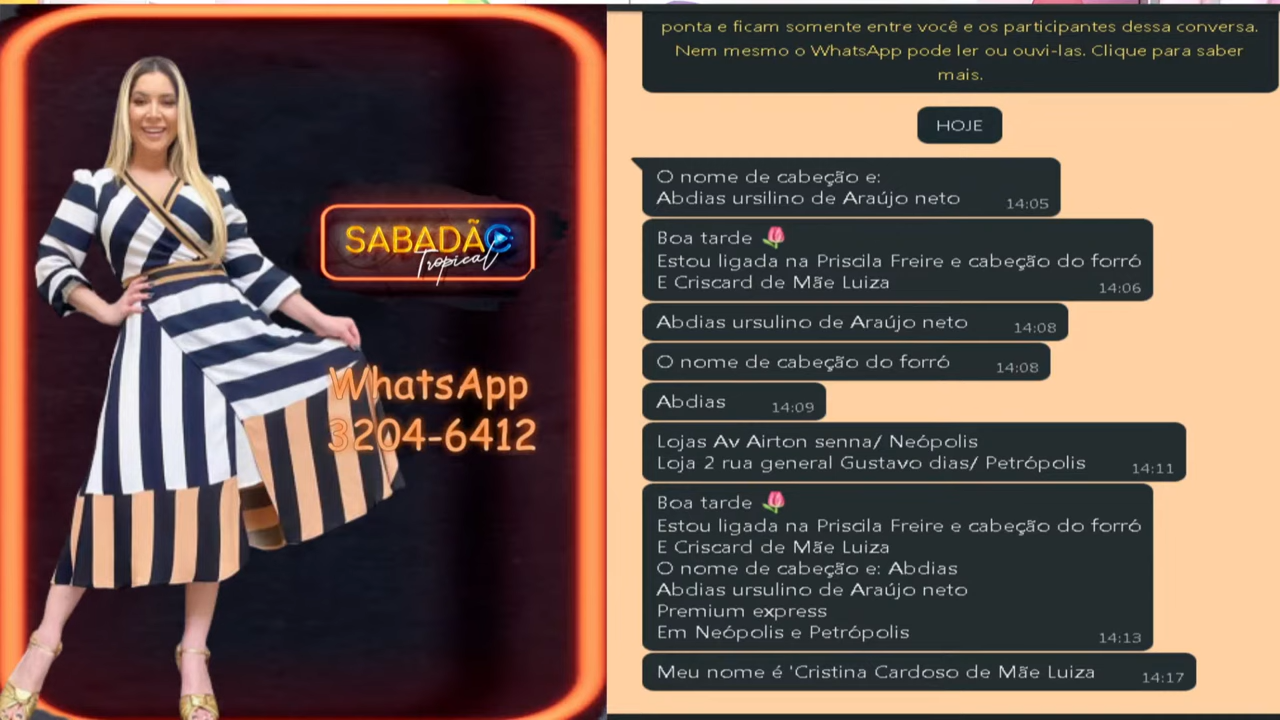 SABADÃO
Tropical
WhatsApp
3204-6412
ponta e ficam somente entre você e os participantes dessa conversa.
Nem mesmo o WhatsApp pode ler ou ouvi-las. Clique para saber
mais.
HOJE
O nome de cabeção e:
Abdias ursilino de Araújo neto
14:05
Boa tarde 🌷
Estou ligada na Priscila Freire e cabeção do forró
E Criscard de Mãe Luiza
14:06
Abdias ursulino de Araújo neto
14:08
O nome de cabeção do forró
14:08
Abdias
14:09
Lojas Av Airton senna/ Neópolis
Loja 2 rua general Gustavo dias/ Petrópolis
14:11
Boa tarde 🌷
Estou ligada na Priscila Freire e cabeção do forró
E Criscard de Mãe Luiza
O nome de cabeção e: Abdias
Abdias ursulino de Araújo neto
Premium express
Em Neópolis e Petrópolis
14:13
Meu nome é 'Cristina Cardoso de Mãe Luiza
14:17